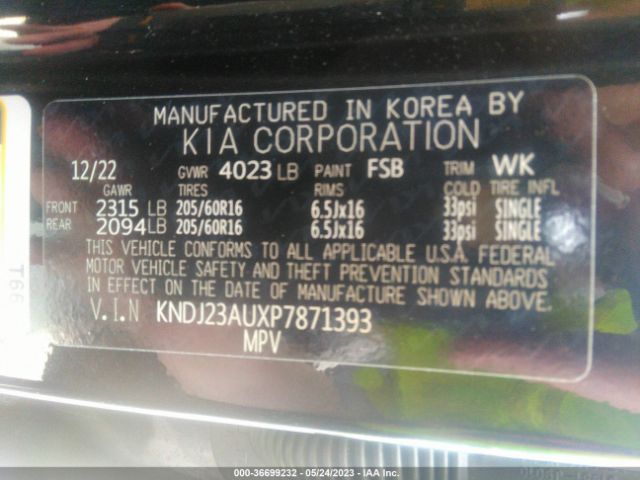 MANUFACTURED IN KOREA BY
KIA CORPORATION
12/22 GVWR 4023 LB PAINT FSB TRIM WK
GAWR TIRES RIMS COLD TIRE INFL
FRONT 2315 LB 205/60R16 6.5Jx16 33psi SINGLE
REAR 2094 LB 205/60R16 6.5Jx16 33psi SINGLE
THIS VEHICLE CONFORMS TO ALL APPLICABLE U.S.A. FEDERAL
MOTOR VEHICLE SAFETY AND THEFT PREVENTION STANDARDS
IN EFFECT ON THE DATE OF MANUFACTURE SHOWN ABOVE.
V.I.N KNDJ23AUXP7871393
MPV
000-36699232 - 05/24/2023 - IAA Inc.